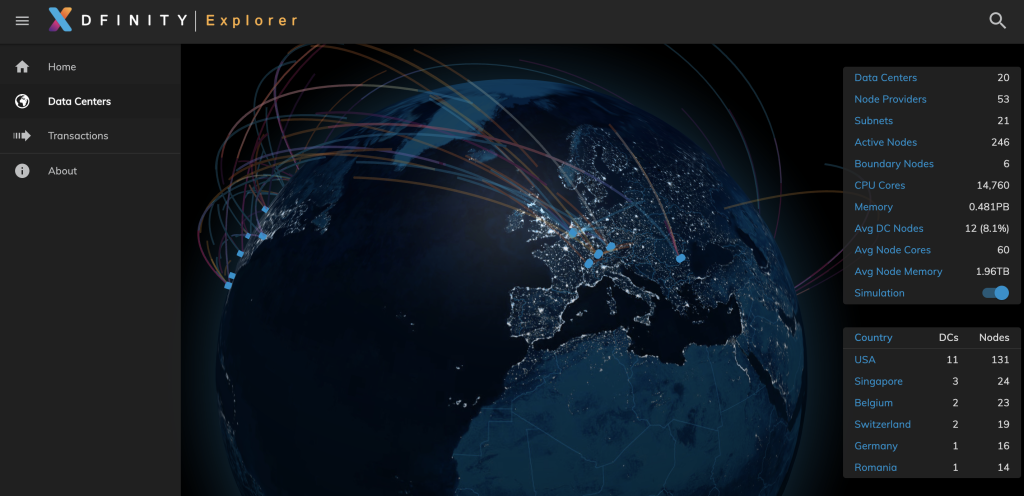 DFINITY | Explorer
Home
Data Centers
Transactions
About
Data Centers 20
Node Providers 53
Subnets 21
Active Nodes 246
Boundary Nodes 6
CPU Cores 14,760
Memory 0.481PB
Avg DC Nodes 12 (8.1%)
Avg Node Cores 60
Avg Node Memory 1.96TB
Simulation
Country DCs Nodes
USA 11 131
Singapore 3 24
Belgium 2 23
Switzerland 2 19
Germany 1 16
Romania 1 14